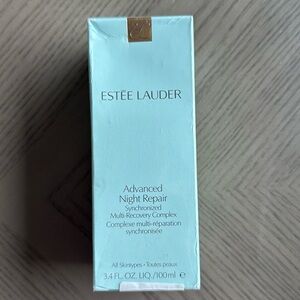 ESTĒE LAUDER
Advanced
Night Repair
Synchronized
Multi-Recovery Complex
Complexe multi-réparation
synchronisée
All Skintypes • Toutes peaux
3.4 FL. OZ. LIQ./100ml e